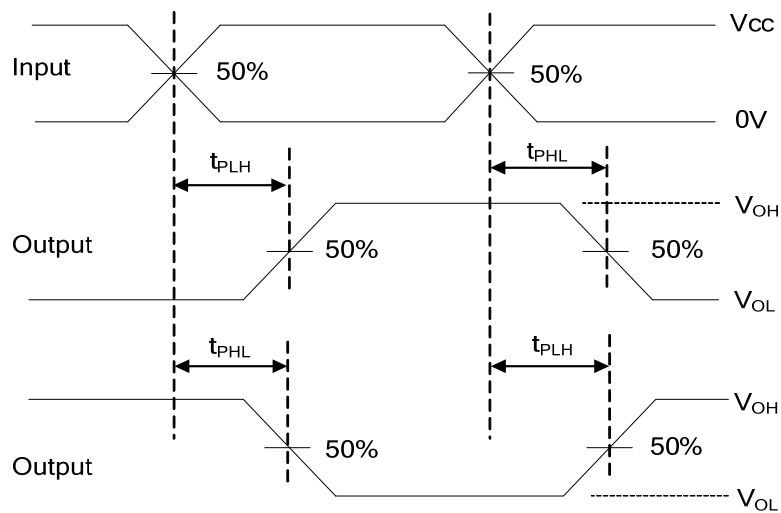 Vcc
Input
50%
50%
0V
tPLH
tPHL
VOH
Output
50%
50%
VOL
tPHL
tPLH
VOH
50%
50%
Output
VOL